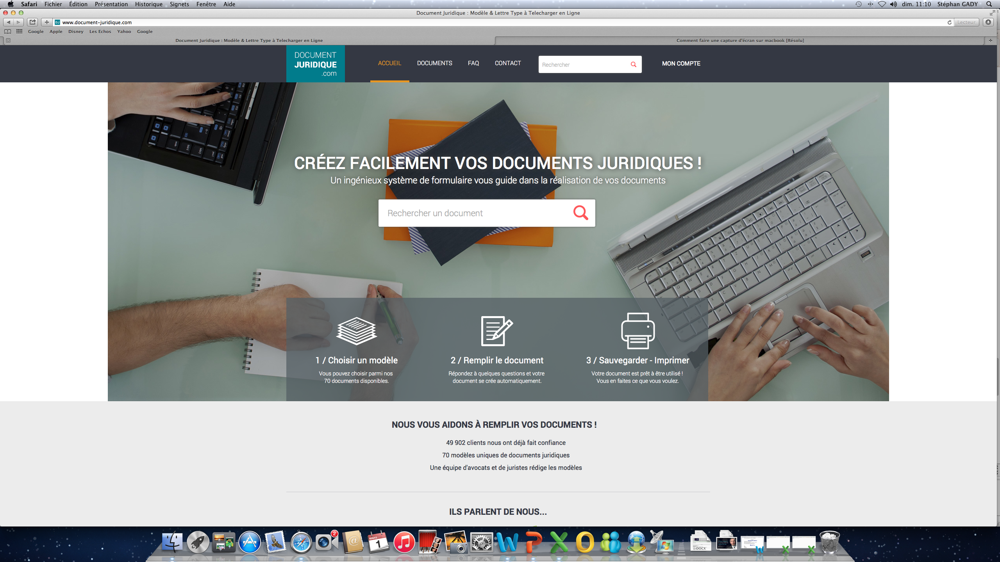 Safari Fichier Édition Présentation Historique Signets Fenêtre Aide dim. 11:10 Stéphan GADY
Document Juridique : Modèle & Lettre Type à Telecharger en Ligne
DJ www.document-juridique.com Lecteur
Google Apple Disney Les Echos Yahoo Google
Document Juridique : Modèle & Lettre Type à Telecharger en Ligne Comment faire une capture d'écran sur macbook [Résolu]
DOCUMENT
JURIDIQUE
.com
ACCUEIL DOCUMENTS FAQ CONTACT Rechercher MON COMPTE
CRÉEZ FACILEMENT VOS DOCUMENTS JURIDIQUES !
Un ingénieux système de formulaire vous guide dans la réalisation de vos documents
Rechercher un document
1 / Choisir un modèle
Vous pouvez choisir parmi nos
70 documents disponibles.
2 / Remplir le document
Répondez à quelques questions et votre
document se crée automatiquement.
3 / Sauvegarder - Imprimer
Votre document est prêt à être utilisé !
Vous en faites ce que vous voulez.
NOUS VOUS AIDONS À REMPLIR VOS DOCUMENTS !
49 902 clients nous ont déjà fait confiance
70 modèles uniques de documents juridiques
Une équipe d'avocats et de juristes rédige les modèles
ILS PARLENT DE NOUS...
2
MARS
1
DOCX